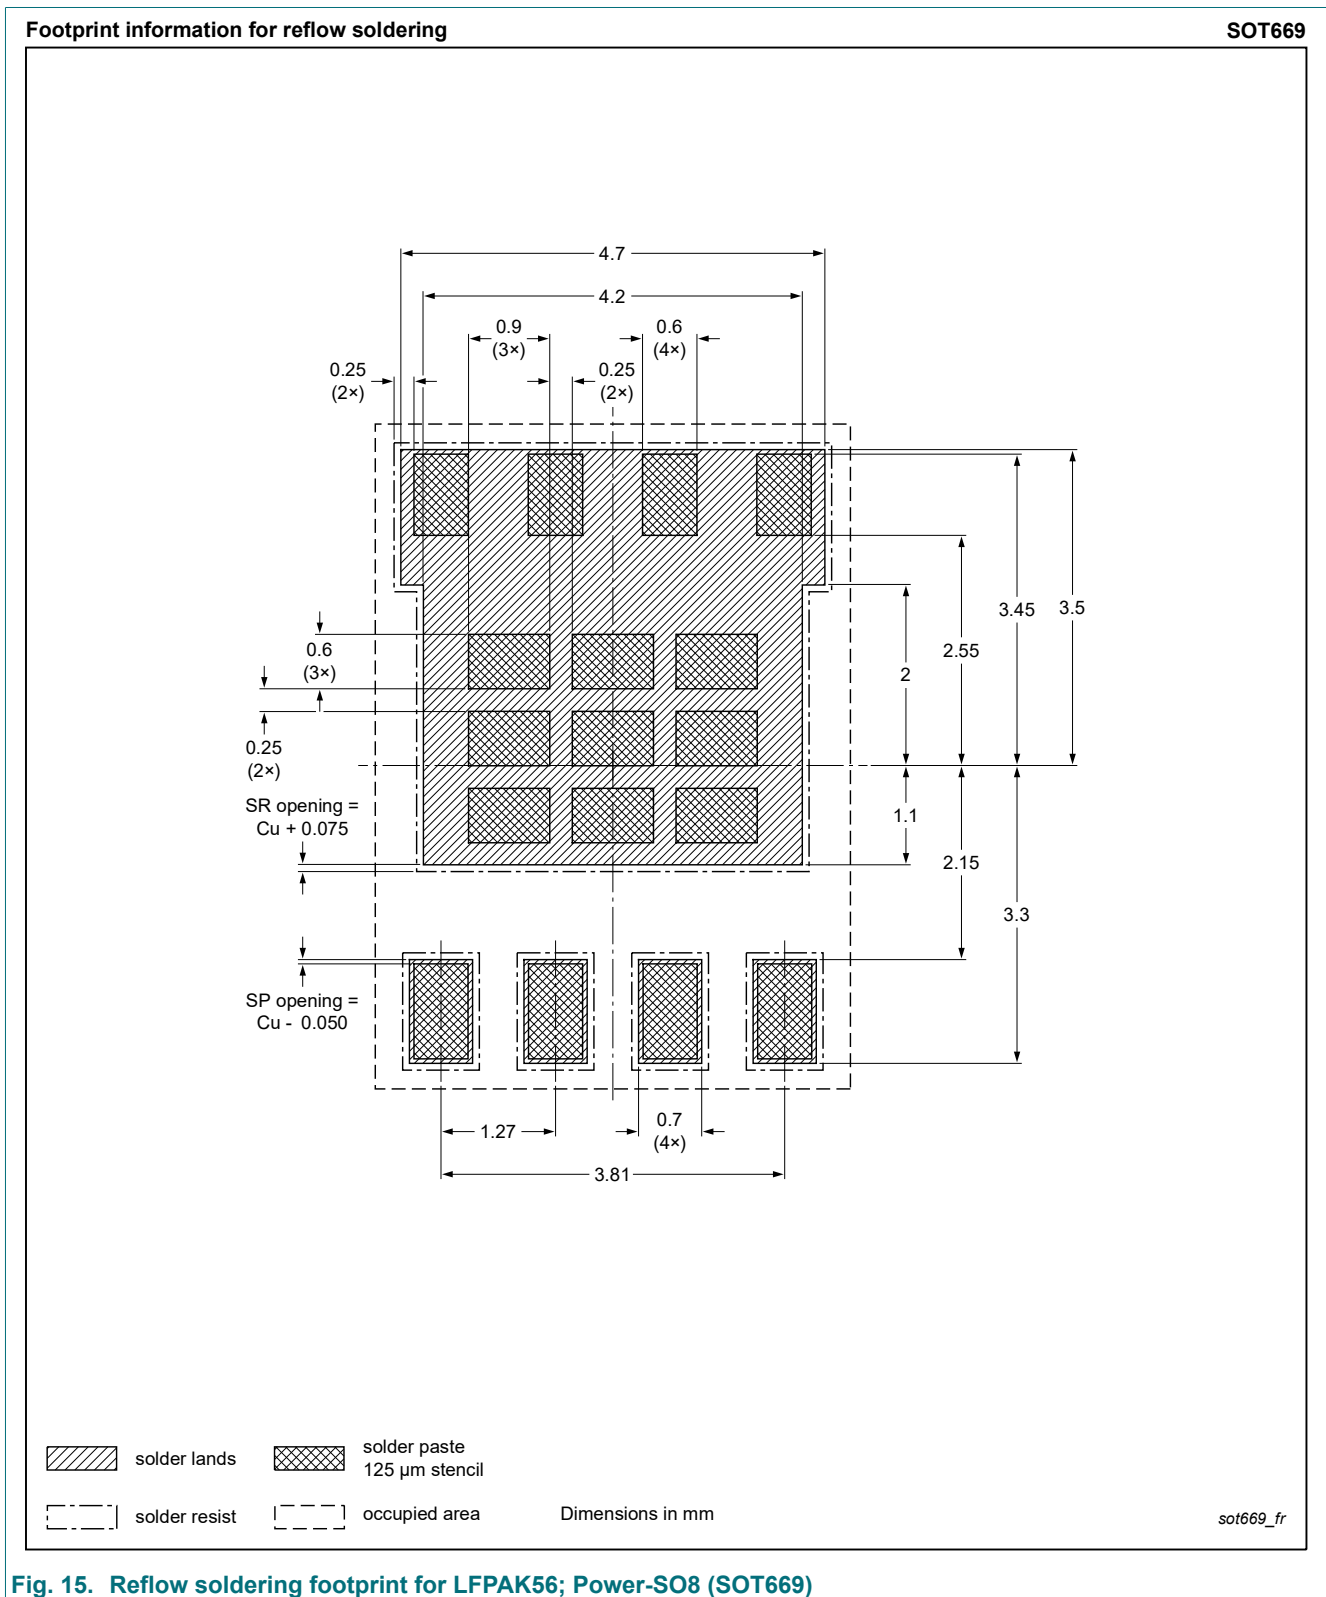 Footprint information for reflow soldering SOT669
4.7
4.2
0.9
(3×)
0.6
(4×)
0.25
(2×)
0.25
(2×)
3.45
3.5
2.55
2
0.6
(3×)
0.25
(2×)
SR opening =
Cu + 0.075
1.1
2.15
3.3
SP opening =
Cu - 0.050
1.27
0.7
(4×)
3.81
solder lands
solder paste
125 µm stencil
solder resist
occupied area
Dimensions in mm
sot669_fr
Fig. 15. Reflow soldering footprint for LFPAK56; Power-SO8 (SOT669)